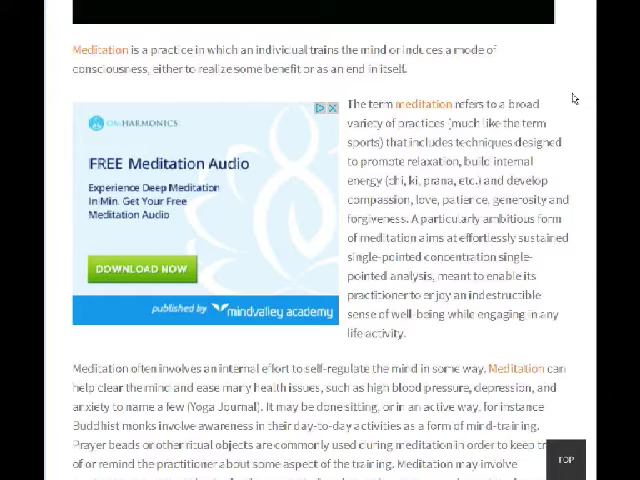 Meditation is a practice in which an individual trains the mind or induces a mode of
consciousness, either to realize some benefit or as an end in itself.
OMHARMONICS
FREE Meditation Audio
Experience Deep Meditation
In Min. Get Your Free
Meditation Audio
DOWNLOAD NOW
published by mindvalley academy
The term meditation refers to a broad
variety of practices (much like the term
sports) that includes techniques designed
to promote relaxation, build internal
energy (chi, ki, prana, etc.) and develop
compassion, love, patience, generosity and
forgiveness. A particularly ambitious form
of meditation aims at effortlessly sustained
single-pointed concentration single-
pointed analysis, meant to enable its
practitioner to enjoy an indestructible
sense of well-being while engaging in any
life activity.
Meditation often involves an internal effort to self-regulate the mind in some way. Meditation can
help clear the mind and ease many health issues, such as high blood pressure, depression, and
anxiety to name a few (Yoga Journal). It may be done sitting, or in an active way, for instance
Buddhist monks involve awareness in their day-to-day activities as a form of mind-training.
Prayer beads or other ritual objects are commonly used during meditation in order to keep
of or remind the practitioner about some aspect of the training. Meditation may involve
TOP